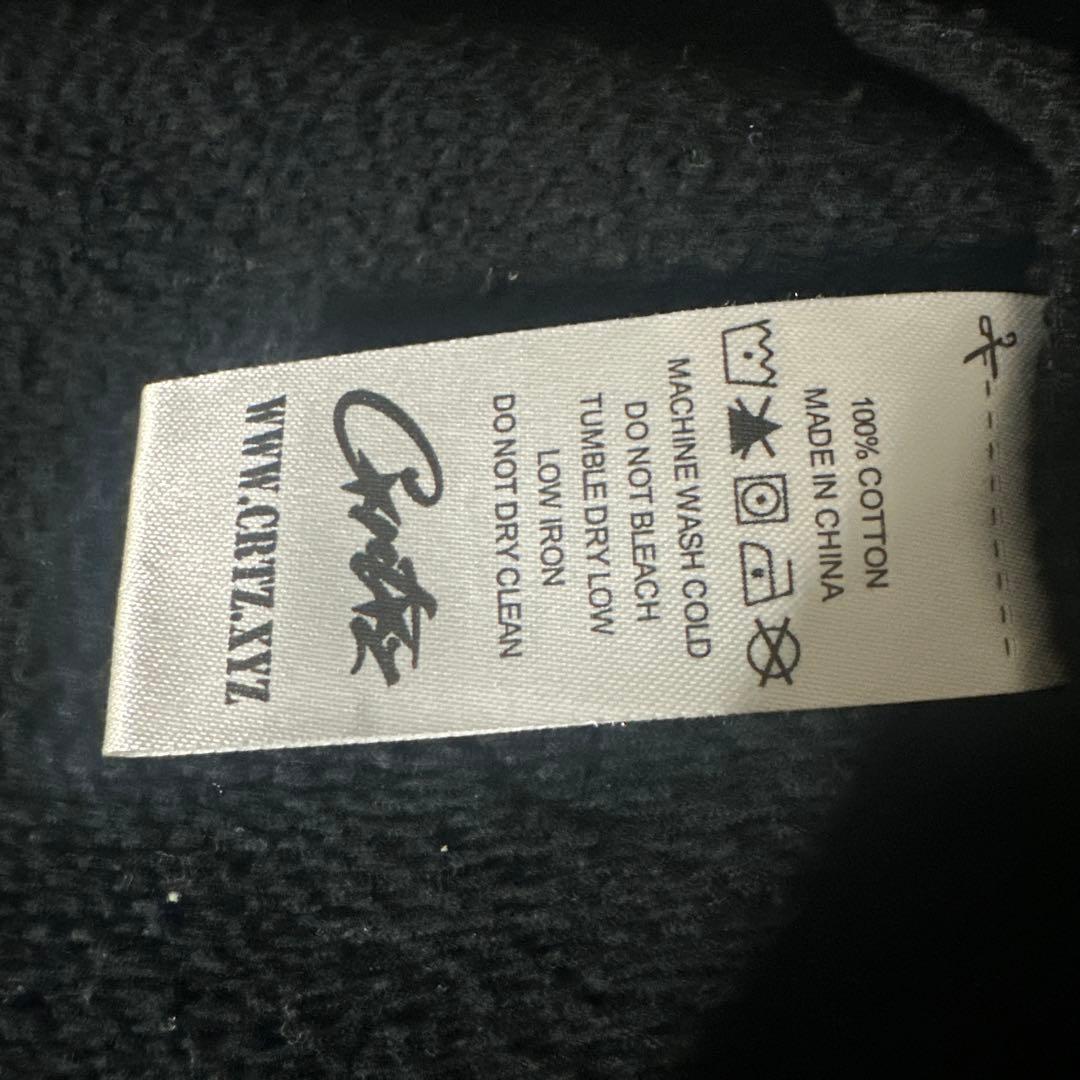 100% COTTON
MADE IN CHINA
MACHINE WASH COLD
DO NOT BLEACH
TUMBLE DRY LOW
LOW IRON
DO NOT DRY CLEAN
Corteiz
WWW.CRTZ.XYZ